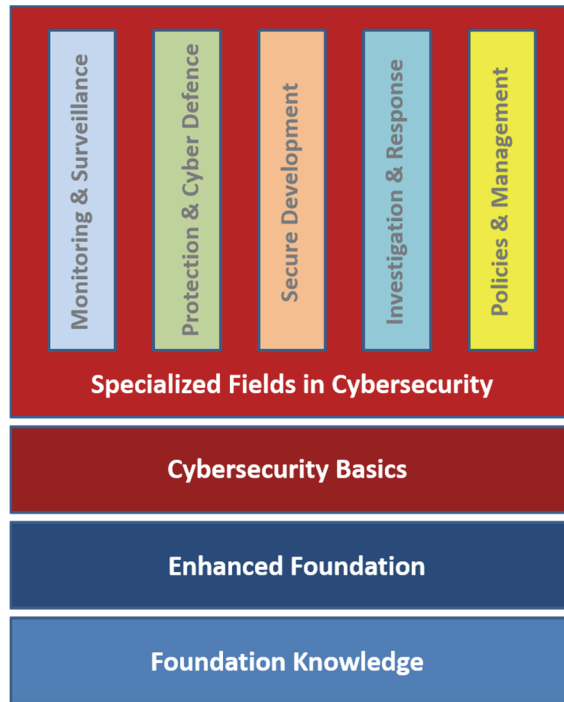 Monitoring & Surveillance
Protection & Cyber Defence
Secure Development
Investigation & Response
Policies & Management
Specialized Fields in Cybersecurity
Cybersecurity Basics
Enhanced Foundation
Foundation Knowledge